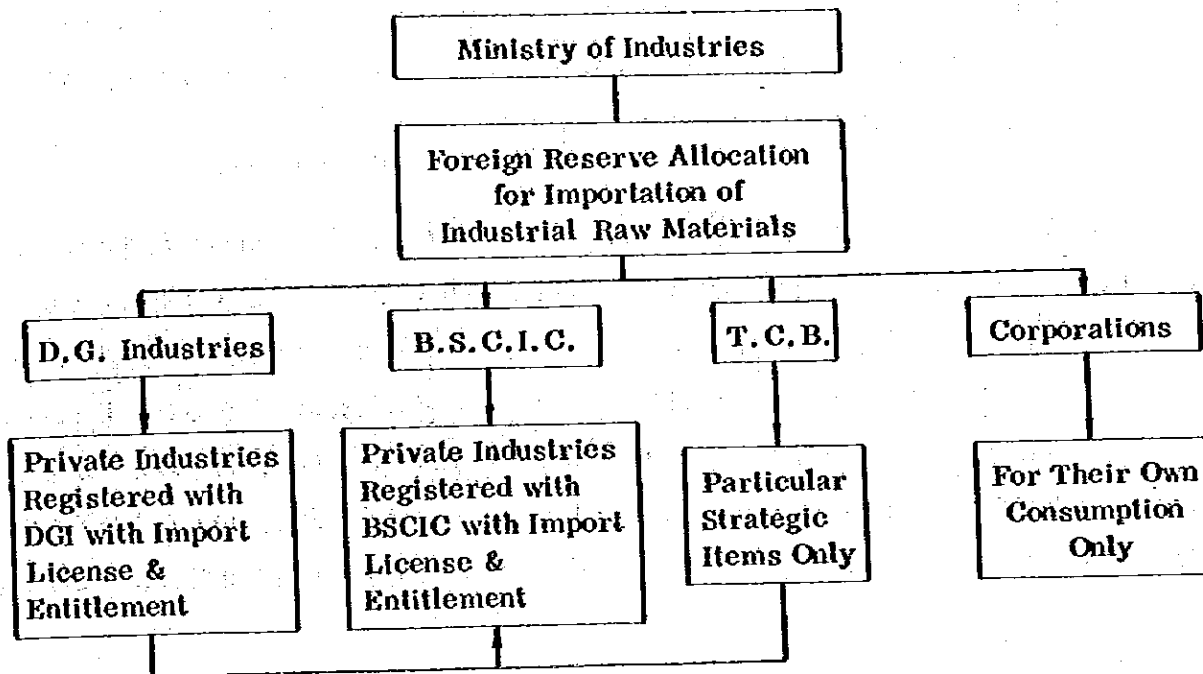 Ministry of Industries
Foreign Reserve Allocation
for Importation of
Industrial Raw Materials
D.G. Industries
B.S.C.I.C.
T.C.B.
Corporations
Private Industries
Registered with
DGI with Import
License &
Entitlement
Private Industries
Registered with
BSCIC with Import
License &
Entitlement
Particular
Strategic
Items Only
For Their Own
Consumption
Only